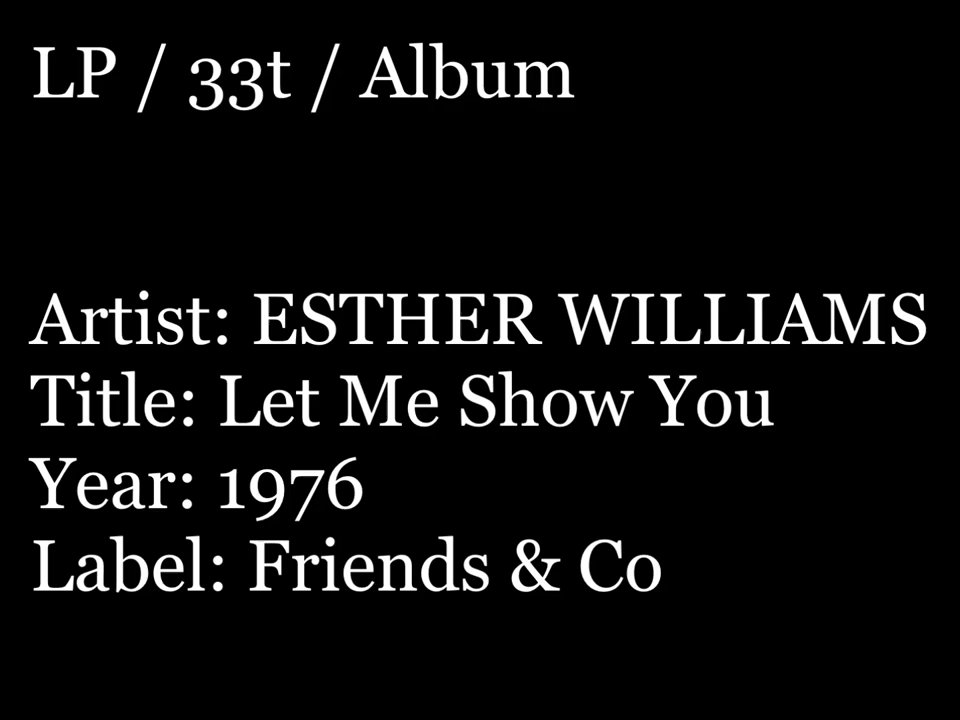 LP / 33t / Album
Artist: ESTHER WILLIAMS
Title: Let Me Show You
Year: 1976
Label: Friends & Co